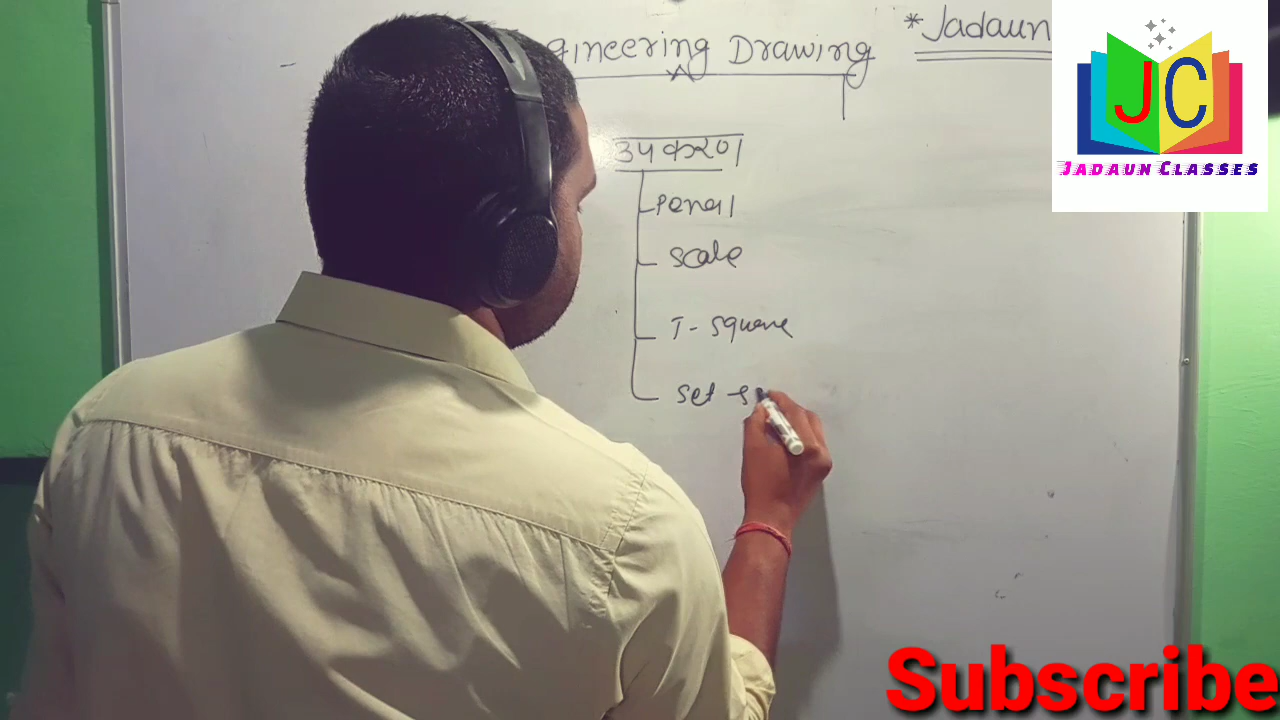 gineering Drawing
*Jadaun
JC
JADAUN CLASSES
उपकरण
Pencil
Scale
T-Square
Set-s
Subscribe